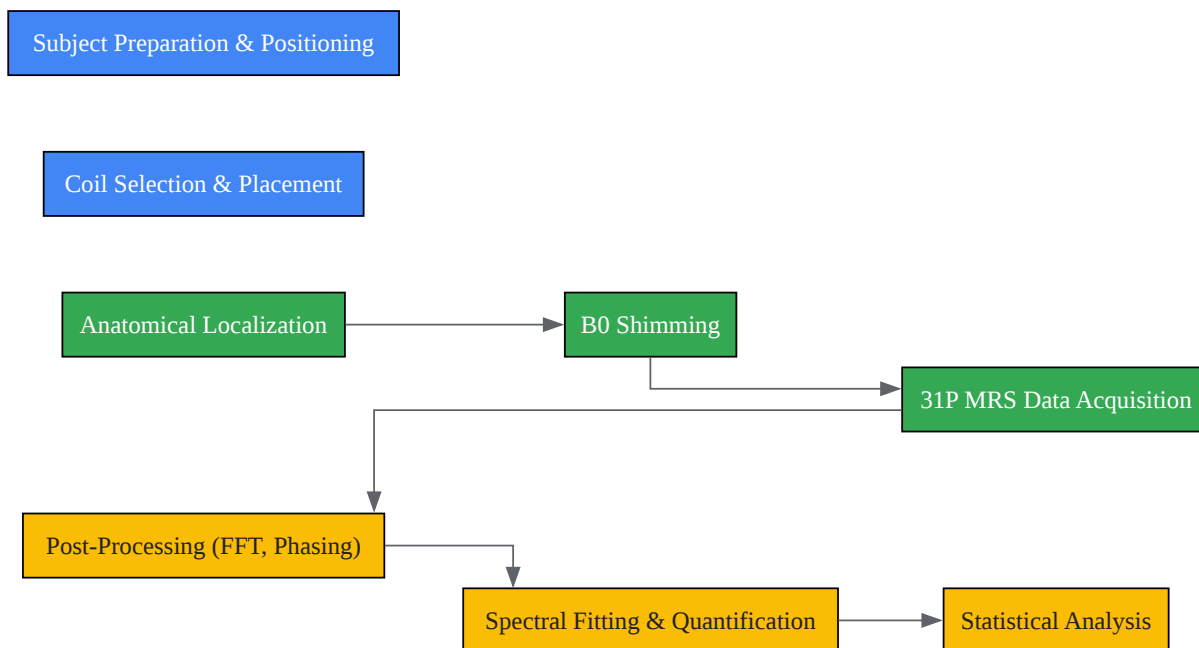 Subject Preparation & Positioning
Coil Selection & Placement
Anatomical Localization
B0 Shimming
31P MRS Data Acquisition
Post-Processing (FFT, Phasing)
Spectral Fitting & Quantification
Statistical Analysis